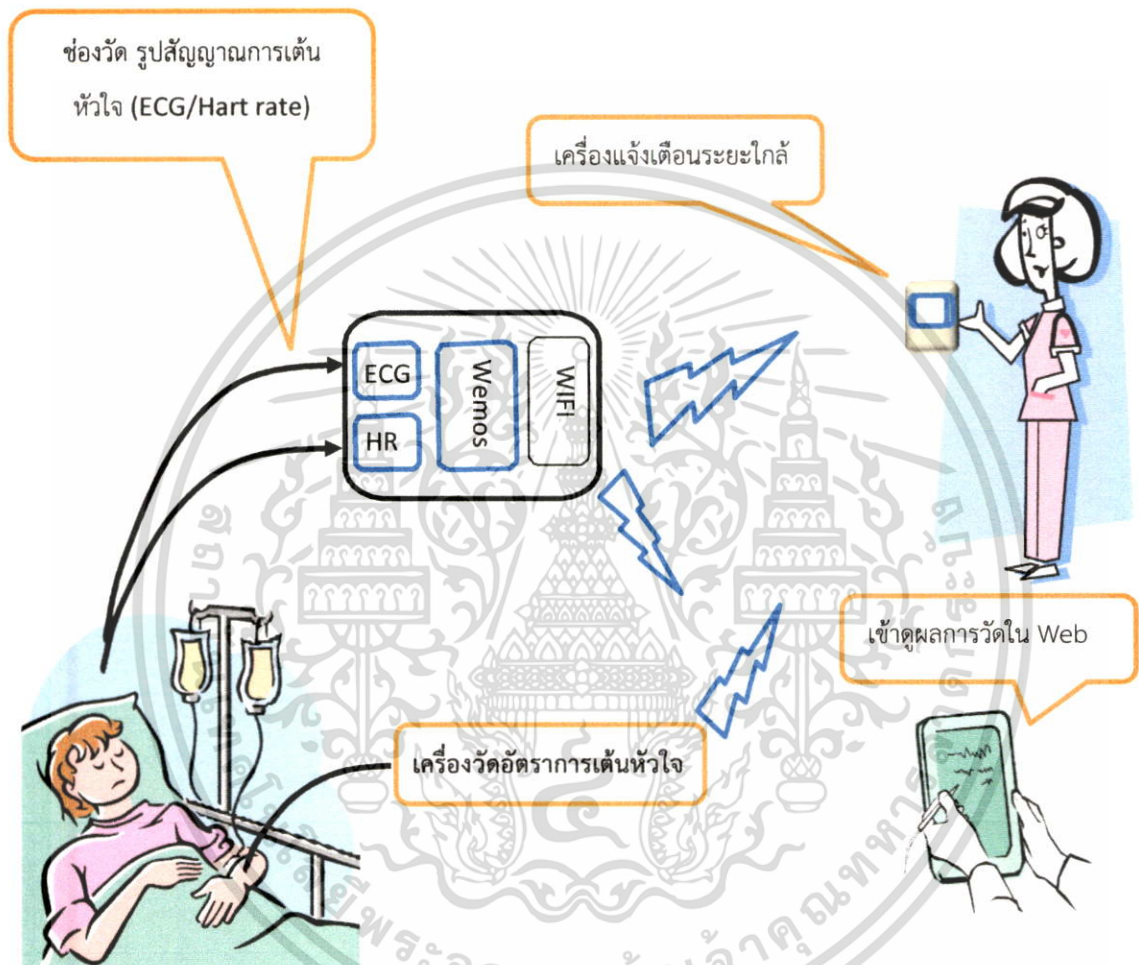 ช่องวัด รูปสัญญาณการเต้น
หัวใจ (ECG/Hart rate)
เครื่องแจ้งเตือนระยะใกล้
ECG
HR
Wemos
WIFI
เข้าดูผลการวัดใน Web
เครื่องวัดอัตราการเต้นหัวใจ